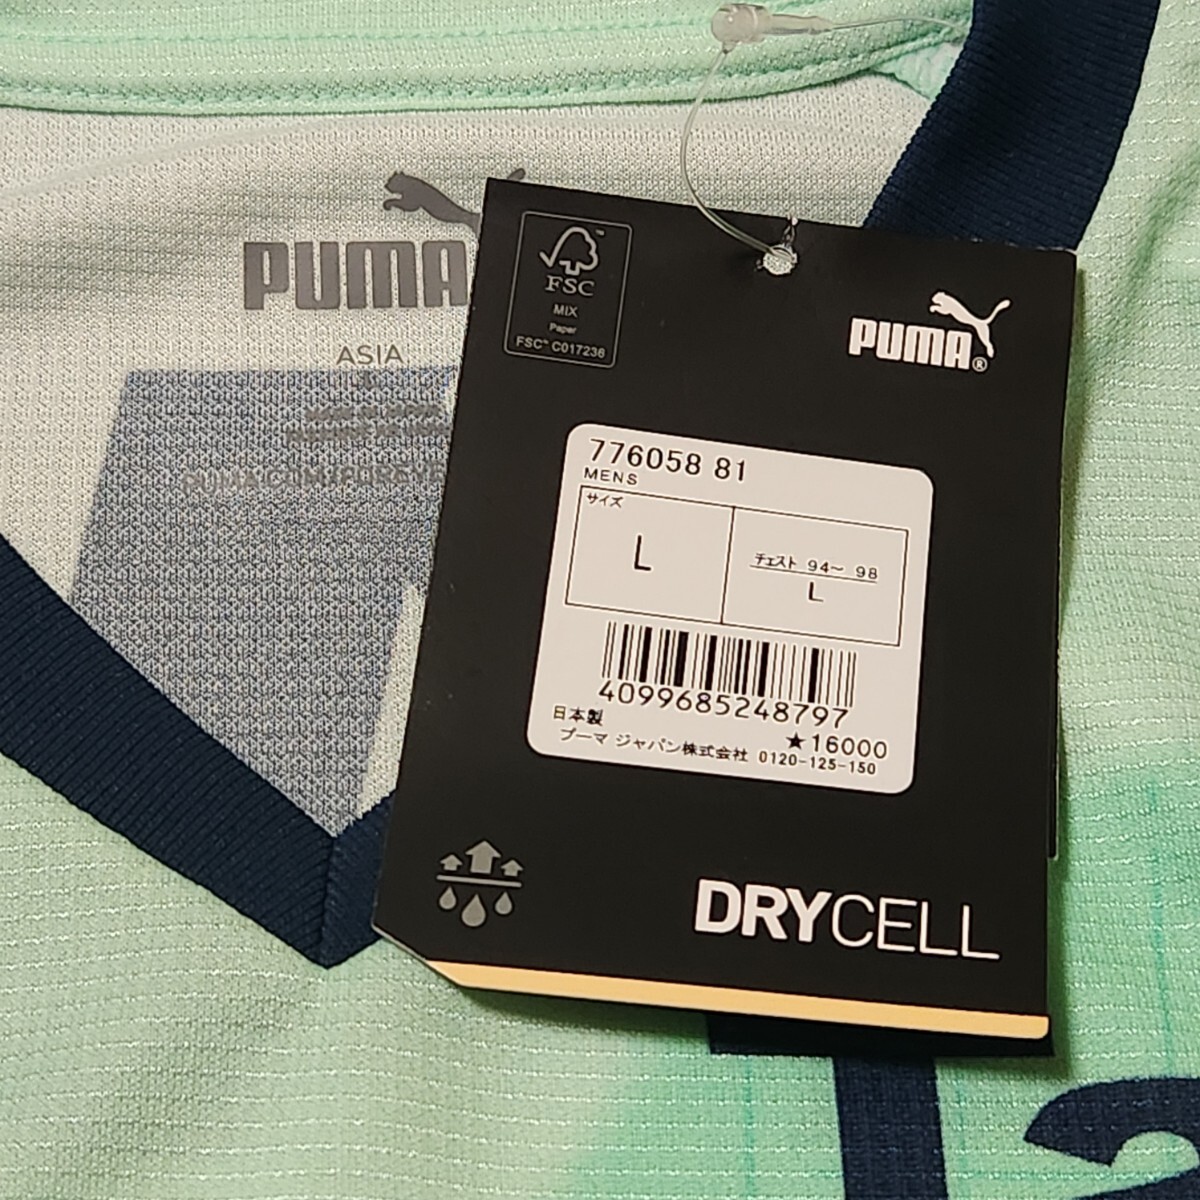 PUMA
ASIA
L
FSC
MIX
Paper
FSC™ C017236
PUMA®
776058 81
MENS
サイズ
L
チェスト 94～ 98
L
4099685248797
日本製
★16000
プーマ ジャパン株式会社 0120-125-150
DRYCELL
a